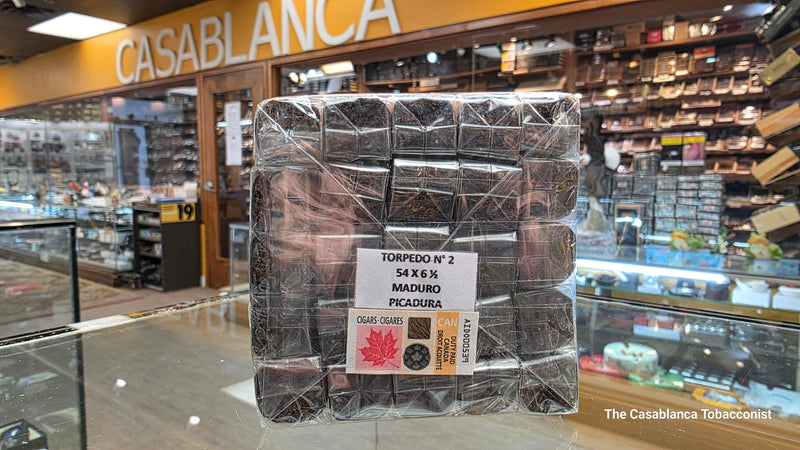 CASABLANCA
19
TORPEDO N° 2
54 X 6 ½
MADURO
PICADURA
CIGARS · CIGARES
CAN
DUTY PAID
CANADA
DROIT ACQUITTÉ
The Casablanca Tobacconist